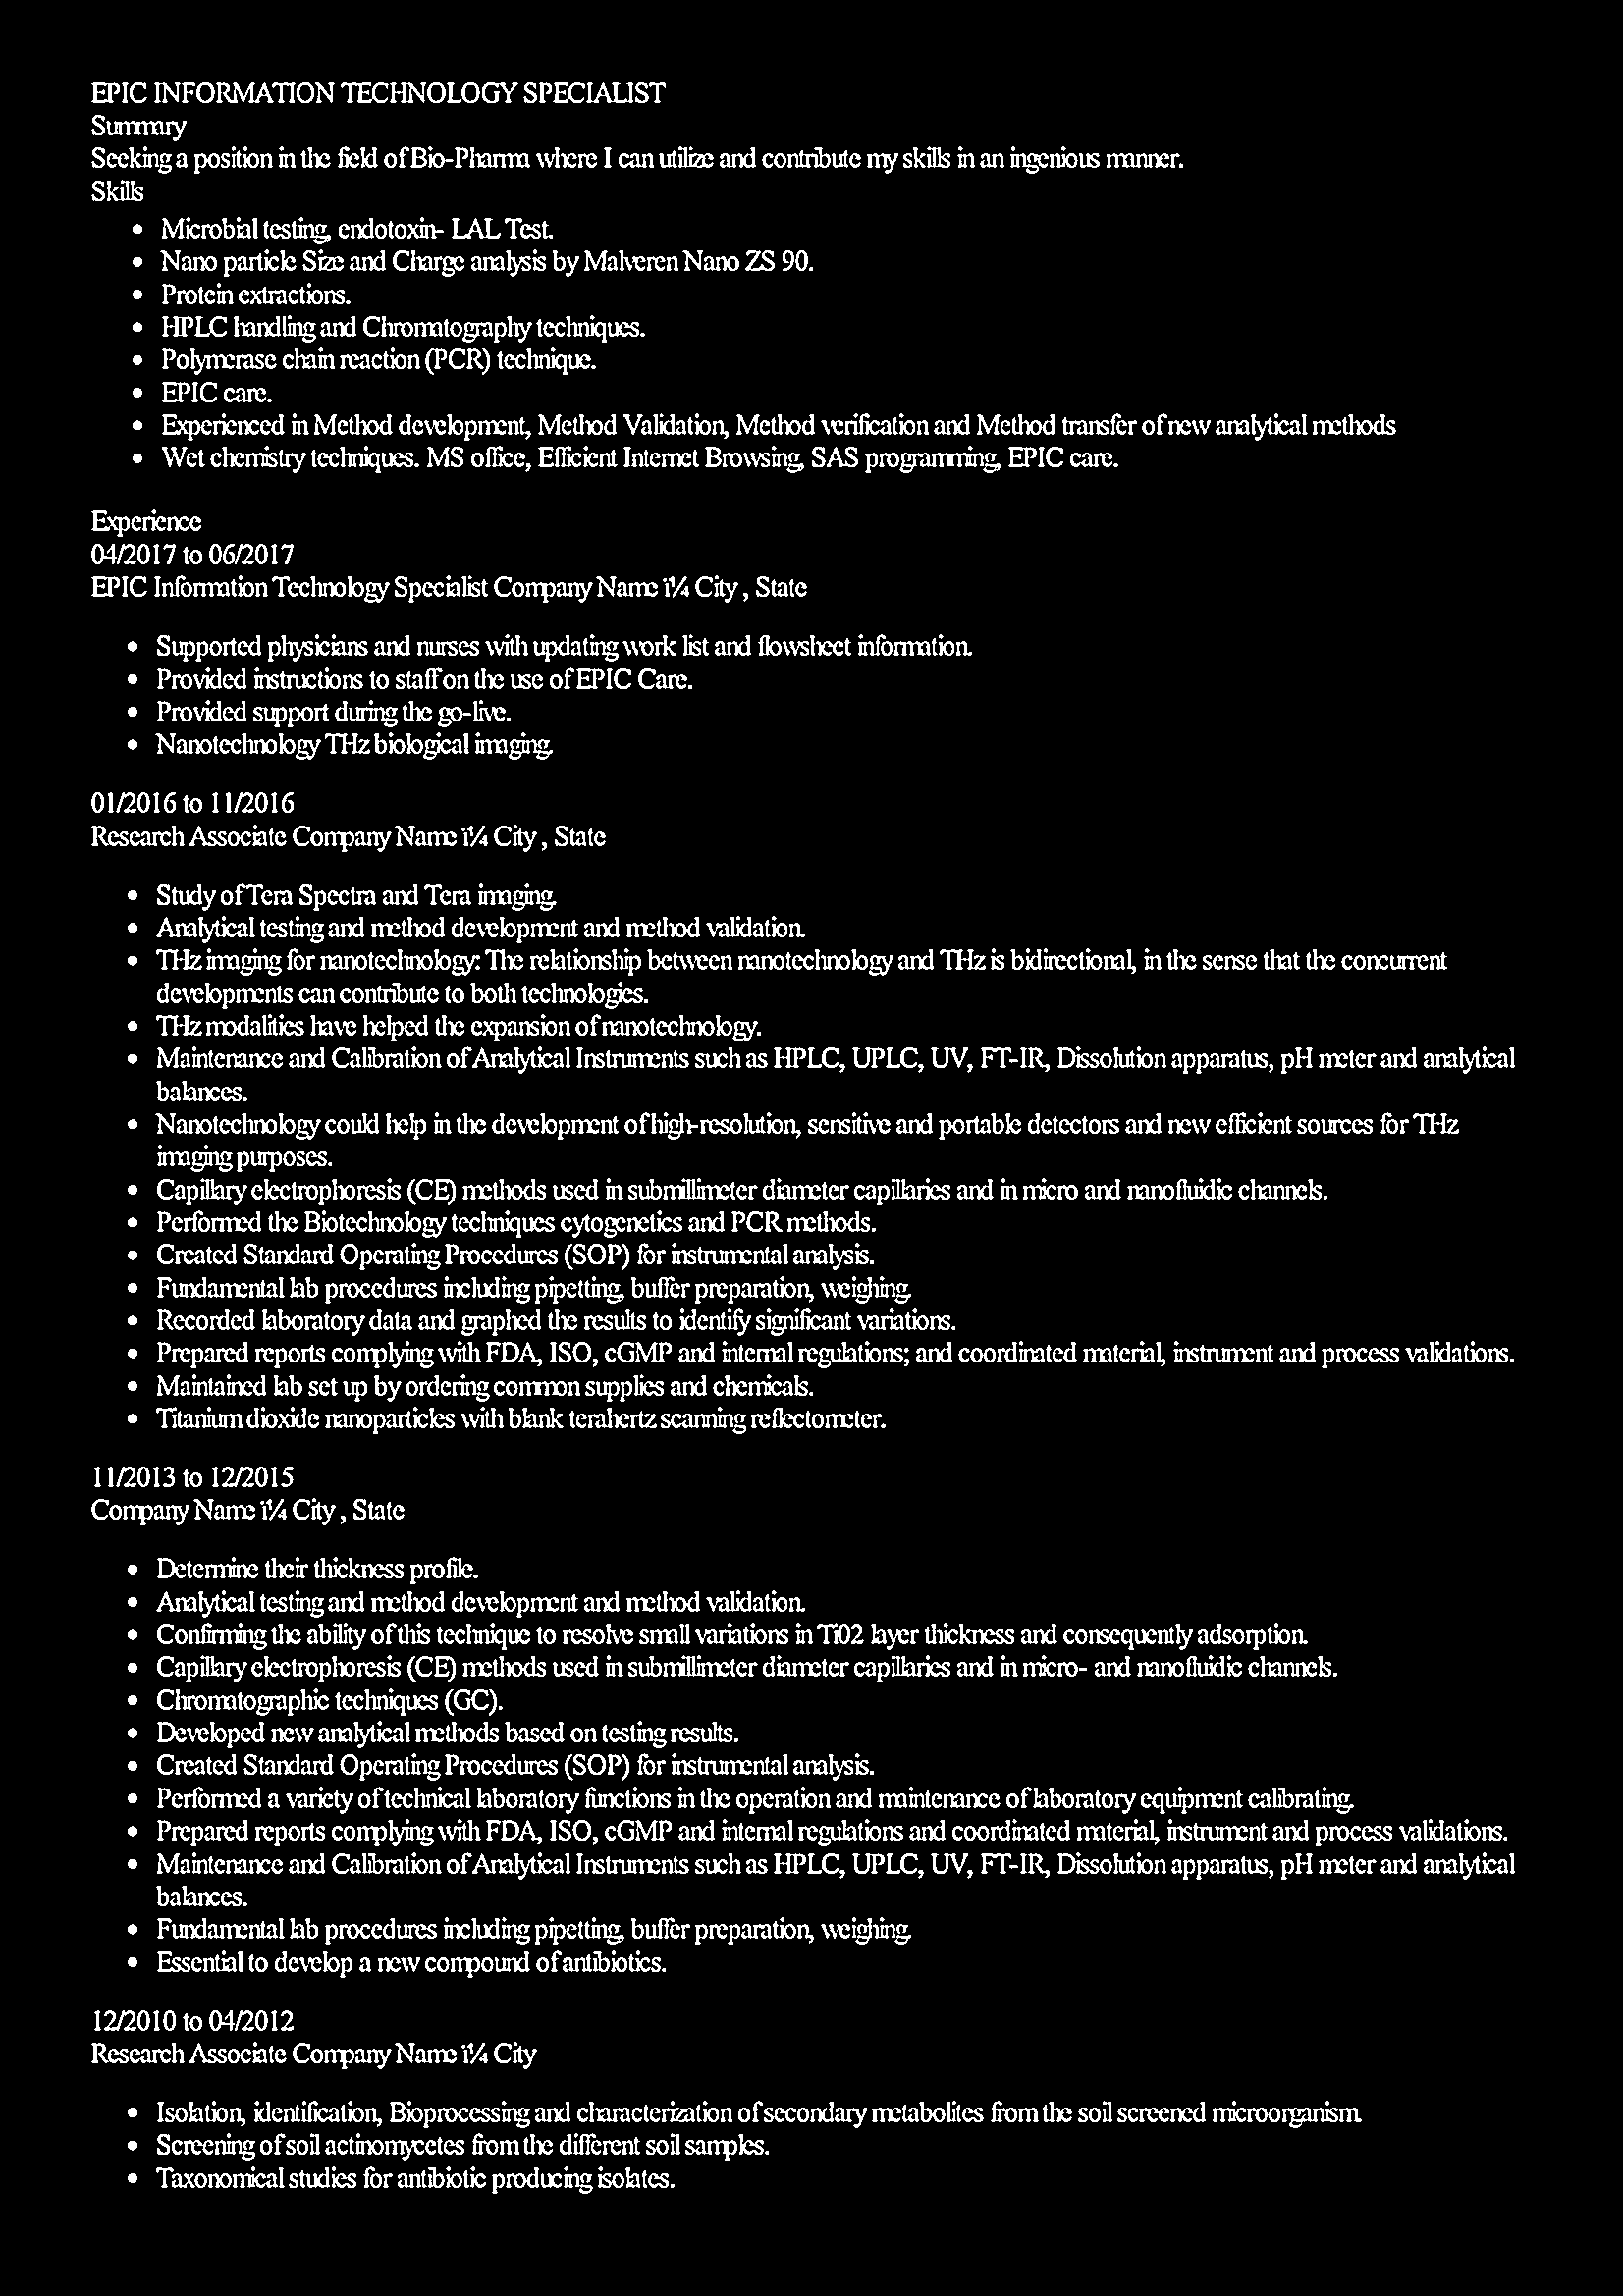 EPIC INFORMATION TECHNOLOGY SPECIALIST
Summary
Seeking a position in the field of Bio-Pharma where I can utilize and contribute my skills in an ingenious manner.
Skills
• Microbial testing, endotoxin- LAL Test.
• Nano particle Size and Charge analysis by Malveren Nano ZS 90.
• Protein extractions.
• HPLC handling and Chromatography techniques.
• Polymerase chain reaction (PCR) technique.
• EPIC care.
• Experienced in Method development, Method Validation, Method verification and Method transfer of new analytical methods
• Wet chemistry techniques. MS office, Efficient Internet Browsing, SAS programming, EPIC care.
Experience
04/2017 to 06/2017
EPIC Information Technology Specialist Company Name ï¼ City , State
• Supported physicians and nurses with updating work list and flowsheet information.
• Provided instructions to staff on the use of EPIC Care.
• Provided support during the go-live.
• Nanotechnology THz biological imaging.
01/2016 to 11/2016
Research Associate Company Name ï¼ City , State
• Study of Tera Spectra and Tera imaging.
• Analytical testing and method development and method validation.
• THz imaging for nanotechnology: The relationship between nanotechnology and THz is bidirectional, in the sense that the concurrent
developments can contribute to both technologies.
• THz modalities have helped the expansion of nanotechnology.
• Maintenance and Calibration of Analytical Instruments such as HPLC, UPLC, UV, FT-IR, Dissolution apparatus, pH meter and analytical
balances.
• Nanotechnology could help in the development of high-resolution, sensitive and portable detectors and new efficient sources for THz
imaging purposes.
• Capillary electrophoresis (CE) methods used in submillimeter diameter capillaries and in micro and nanofluidic channels.
• Performed the Biotechnology techniques cytogenetics and PCR methods.
• Created Standard Operating Procedures (SOP) for instrumental analysis.
• Fundamental lab procedures including pipetting, buffer preparation, weighing.
• Recorded laboratory data and graphed the results to identify significant variations.
• Prepared reports complying with FDA, ISO, cGMP and internal regulations; and coordinated material, instrument and process validations.
• Maintained lab set up by ordering common supplies and chemicals.
• Titanium dioxide nanoparticles with blank terahertz scanning reflectometer.
11/2013 to 12/2015
Company Name ï¼ City , State
• Determine their thickness profile.
• Analytical testing and method development and method validation.
• Confirming the ability of this technique to resolve small variations in Ti02 layer thickness and consequently adsorption.
• Capillary electrophoresis (CE) methods used in submillimeter diameter capillaries and in micro- and nanofluidic channels.
• Chromatographic techniques (GC).
• Developed new analytical methods based on testing results.
• Created Standard Operating Procedures (SOP) for instrumental analysis.
• Performed a variety of technical laboratory functions in the operation and maintenance of laboratory equipment calibrating.
• Prepared reports complying with FDA, ISO, cGMP and internal regulations and coordinated material, instrument and process validations.
• Maintenance and Calibration of Analytical Instruments such as HPLC, UPLC, UV, FT-IR, Dissolution apparatus, pH meter and analytical
balances.
• Fundamental lab procedures including pipetting, buffer preparation, weighing.
• Essential to develop a new compound of antibiotics.
12/2010 to 04/2012
Research Associate Company Name ï¼ City
• Isolation, identification, Bioprocessing and characterization of secondary metabolites from the soil screened microorganism.
• Screening of soil actinomycetes from the different soil samples.
• Taxonomical studies for antibiotic producing isolates.